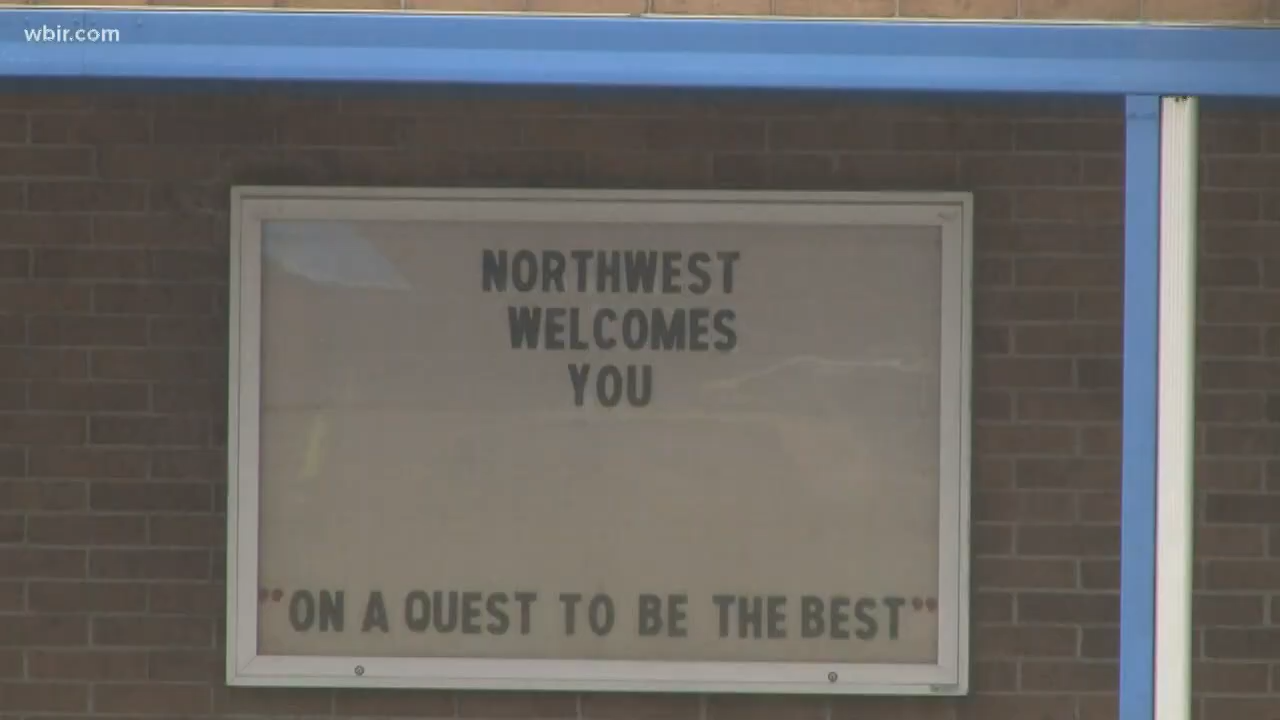 wbir.com
NORTHWEST
WELCOMES
YOU
"ON A QUEST TO BE THE BEST"